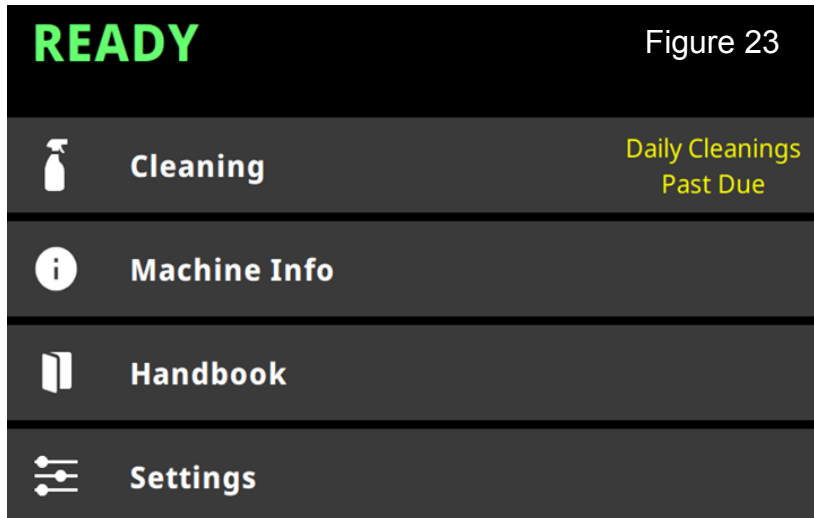 READY
Figure 23
Cleaning
Daily Cleanings
Past Due
Machine Info
Handbook
Settings